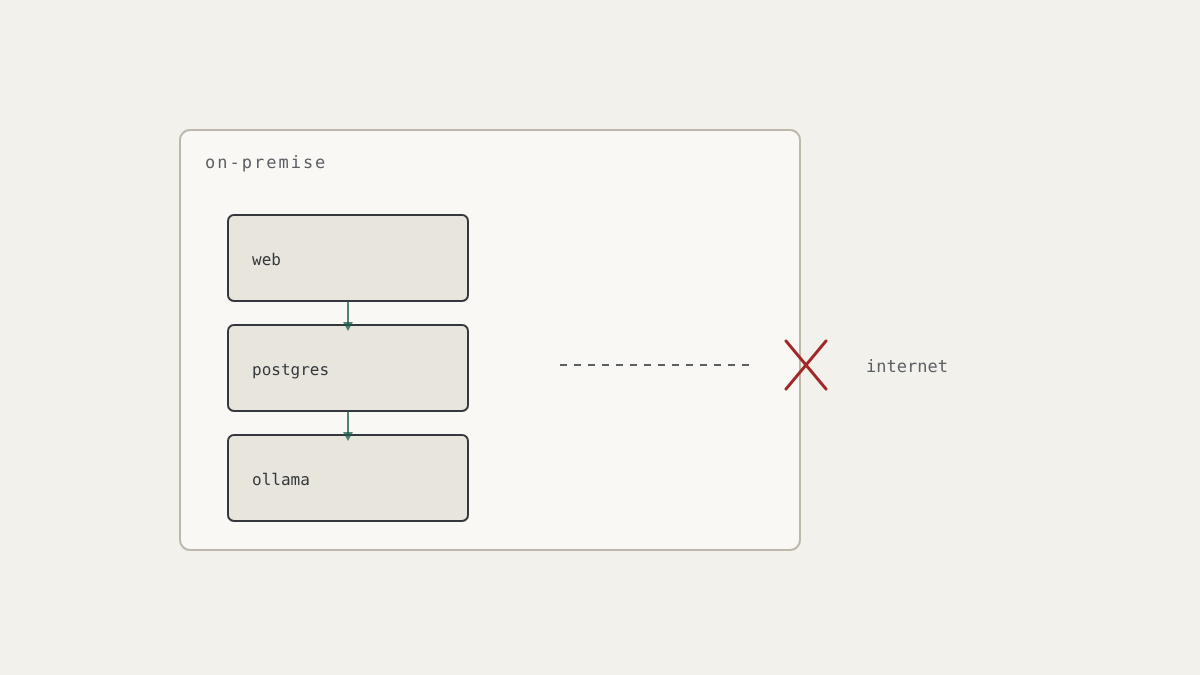 on-premise
web
postgres
internet
ollama